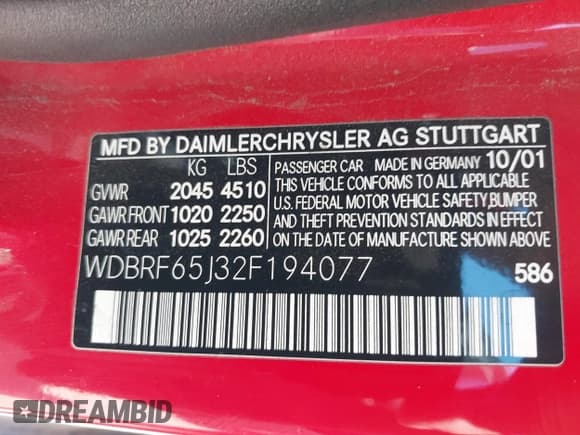 MFD BY DAIMLERCHRYSLER AG STUTTGART
KG LBS
GVWR 2045 4510
GAWR FRONT 1020 2250
GAWR REAR 1025 2260
PASSENGER CAR MADE IN GERMANY 10/01
THIS VEHICLE CONFORMS TO ALL APPLICABLE
U.S. FEDERAL MOTOR VEHICLE SAFETY,BUMPER
AND THEFT PREVENTION STANDARDS IN EFFECT
ON THE DATE OF MANUFACTURE SHOWN ABOVE
WDBRF65J32F194077
586
DREAMBID